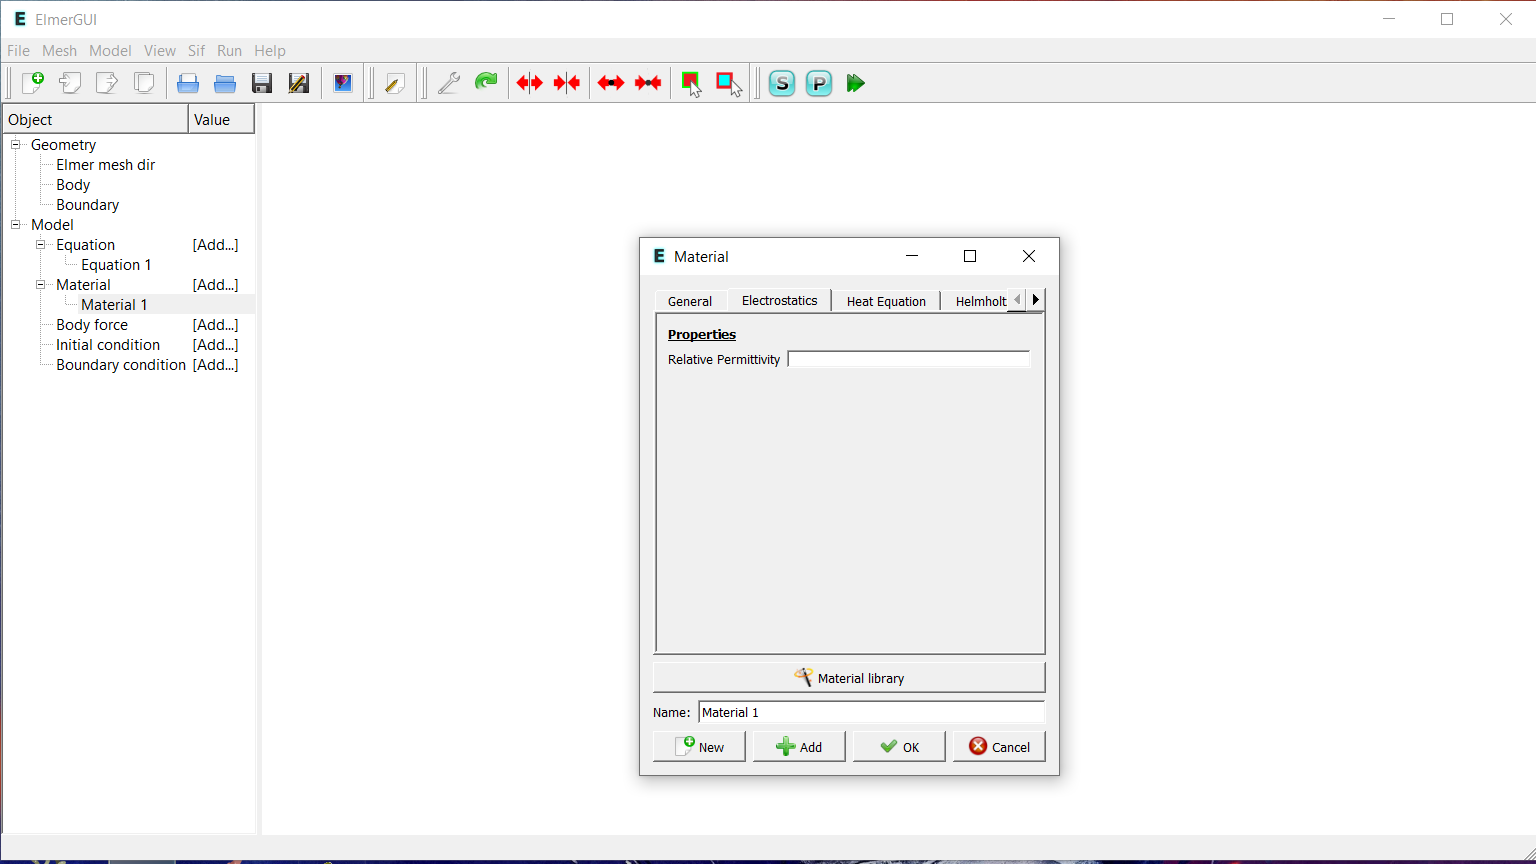 E ElmerGUI
File Mesh Model View Sif Run Help
S P
Object Value
Geometry
Elmer mesh dir
Body
Boundary
Model
Equation [Add...]
Equation 1
Material [Add...]
Material 1
Body force [Add...]
Initial condition [Add...]
Boundary condition [Add...]
E Material
General Electrostatics Heat Equation Helmholt
Properties
Relative Permittivity
Material library
Name: Material 1
New Add OK Cancel